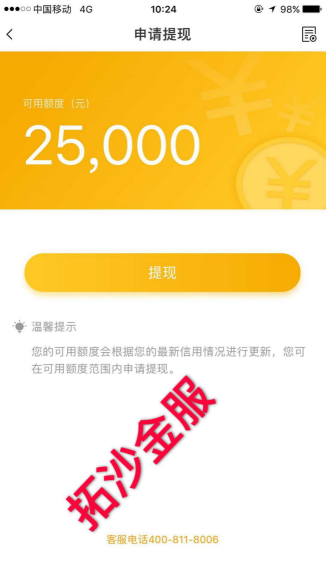 中国移动 4G 10:24 98%
申请提现
可用额度（元）
25,000
提现
温馨提示
您的可用额度会根据您的最新信用情况进行更新，您可
在可用额度范围内申请提现。
拓沙金服
客服电话400-811-8006